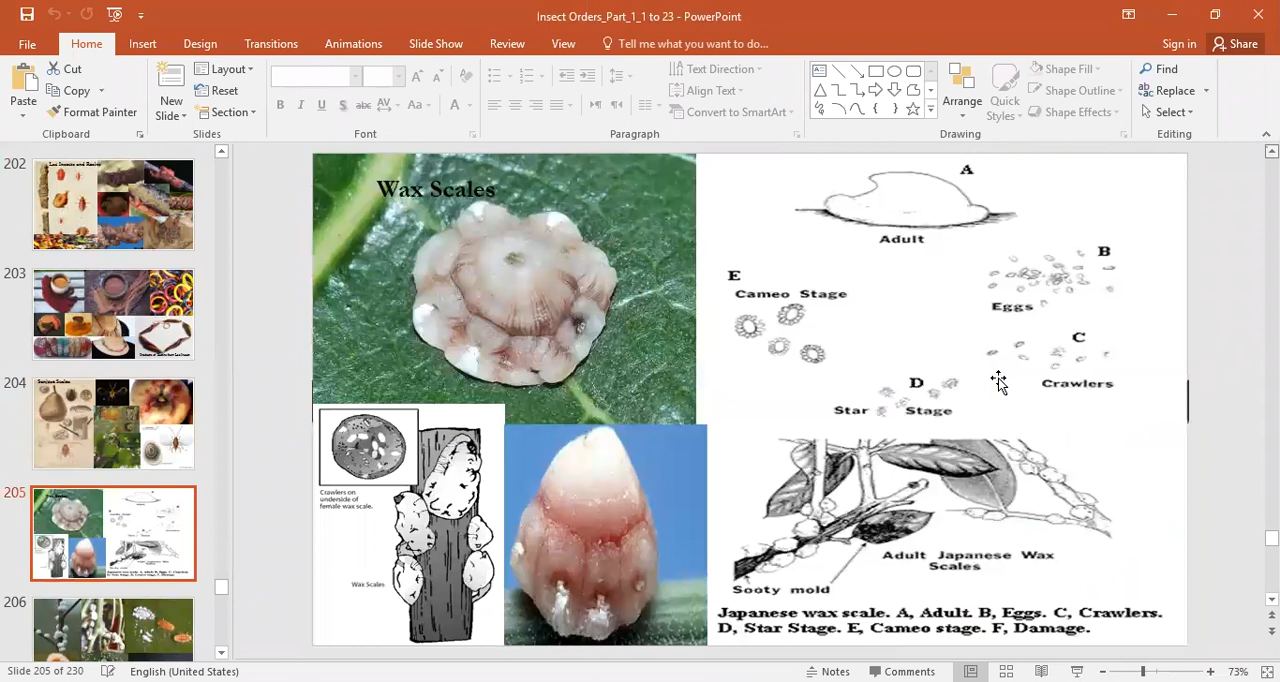 Insect Orders_Part_1_1 to 23 - PowerPoint
File Home Insert Design Transitions Animations Slide Show Review View Tell me what you want to do... Sign in Share
Paste
Cut
Copy
Format Painter
Clipboard
New
Slide
Layout
Reset
Section
Slides
B I U S abc AV Aa A
Font
Text Direction
Align Text
Convert to SmartArt
Paragraph
Arrange
Quick
Styles
Shape Fill
Shape Outline
Shape Effects
Drawing
Find
Replace
Select
Editing
202
203
204
205
206
Wax Scales
A
Adult
B
Eggs
E
Cameo Stage
C
Crawlers
D
Star Stage
Crawlers on
underside of
female wax scale.
Wax Scales
Adult Japanese Wax
Scales
Sooty mold
Japanese wax scale. A, Adult. B, Eggs. C, Crawlers.
D, Star Stage. E, Cameo stage. F, Damage.
Slide 205 of 230 English (United States) Notes Comments 73%